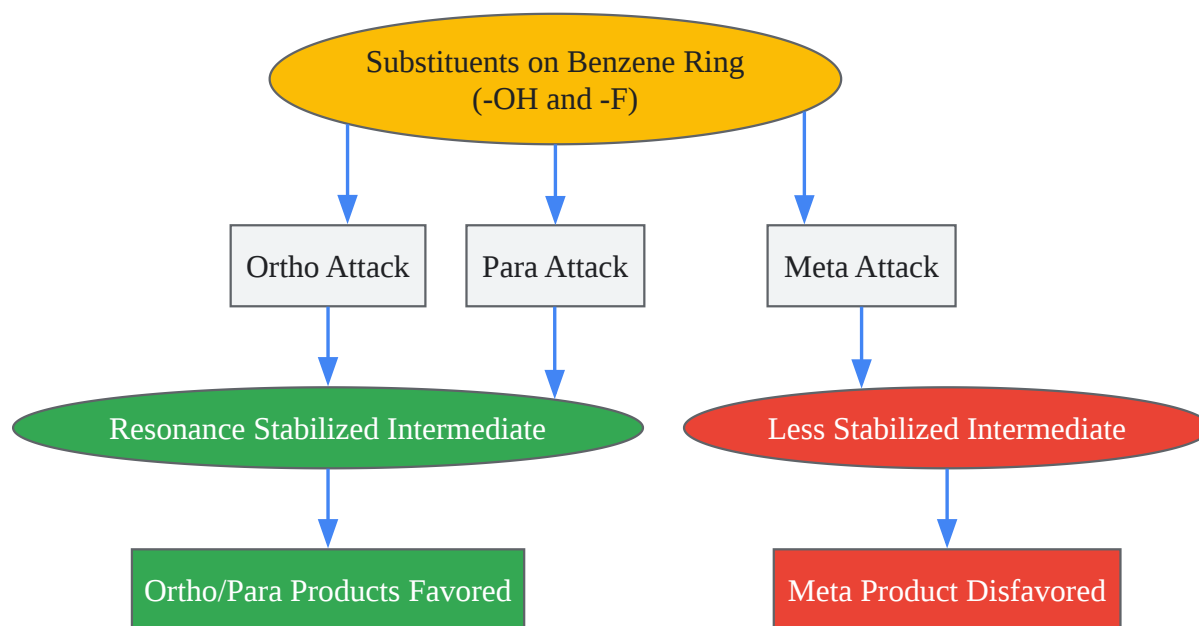 Substituents on Benzene Ring
(-OH and -F)
Ortho Attack
Para Attack
Meta Attack
Resonance Stabilized Intermediate
Less Stabilized Intermediate
Ortho/Para Products Favored
Meta Product Disfavored